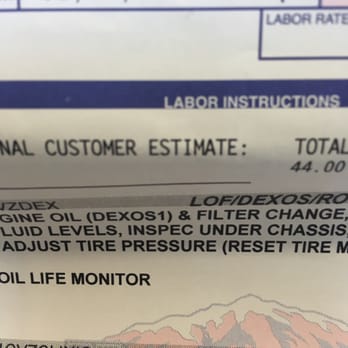 LABOR RATE
LABOR INSTRUCTIONS
NAL CUSTOMER ESTIMATE: TOTAL
44.00
VZDEX LOF/DEXOS/RO
GINE OIL (DEXOS1) & FILTER CHANGE,
LUID LEVELS, INSPEC UNDER CHASSIS,
ADJUST TIRE PRESSURE (RESET TIRE M
OIL LIFE MONITOR